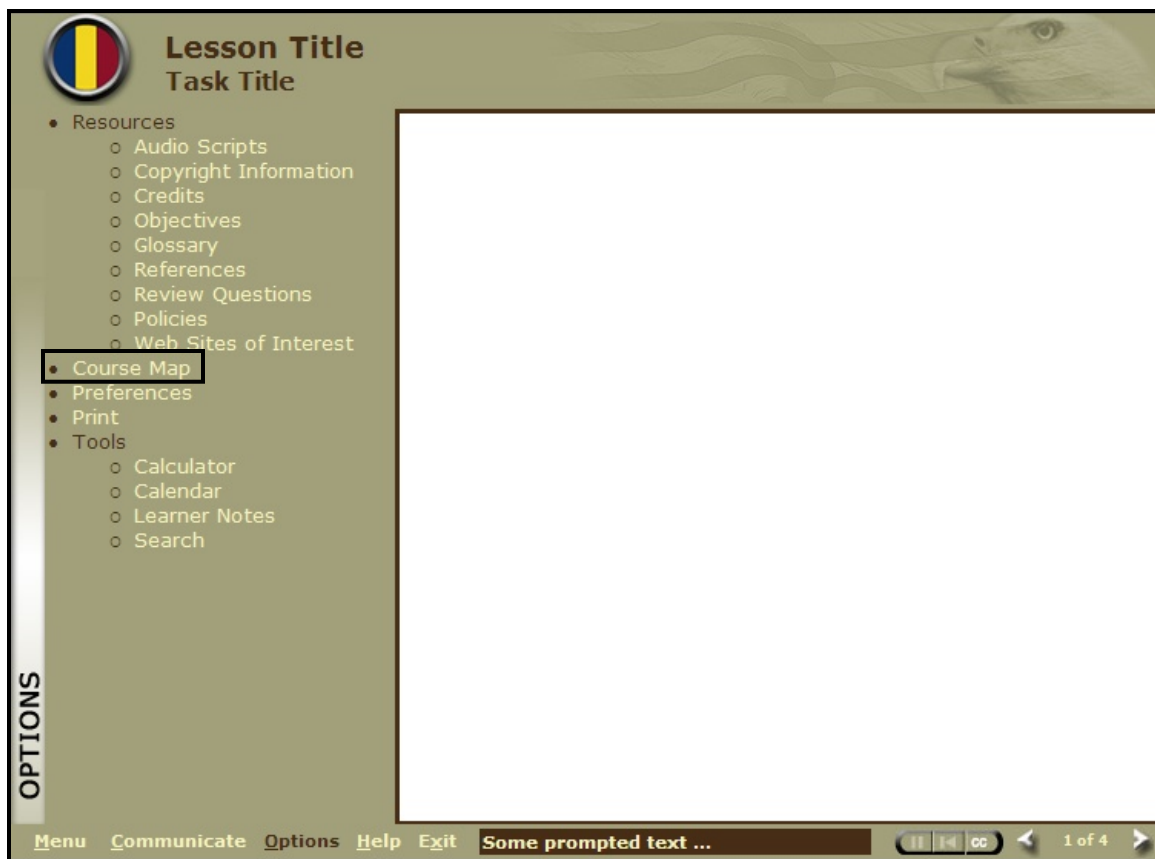 Lesson Title
Task Title
Resources
Audio Scripts
Copyright Information
Credits
Objectives
Glossary
References
Review Questions
Policies
Web Sites of Interest
Course Map
Preferences
Print
Tools
Calculator
Calendar
Learner Notes
Search
OPTIONS
Menu Communicate Options Help Exit Some prompted text ... CC 1 of 4